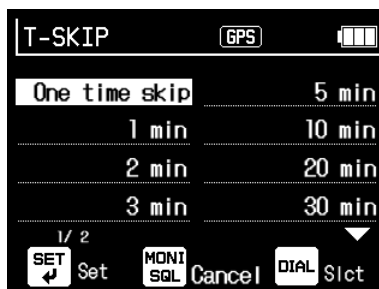 T-SKIP GPS
One time skip 5 min
1 min 10 min
2 min 20 min
3 min 30 min
1/ 2
SET Set MONI SQL Cancel DIAL Slct